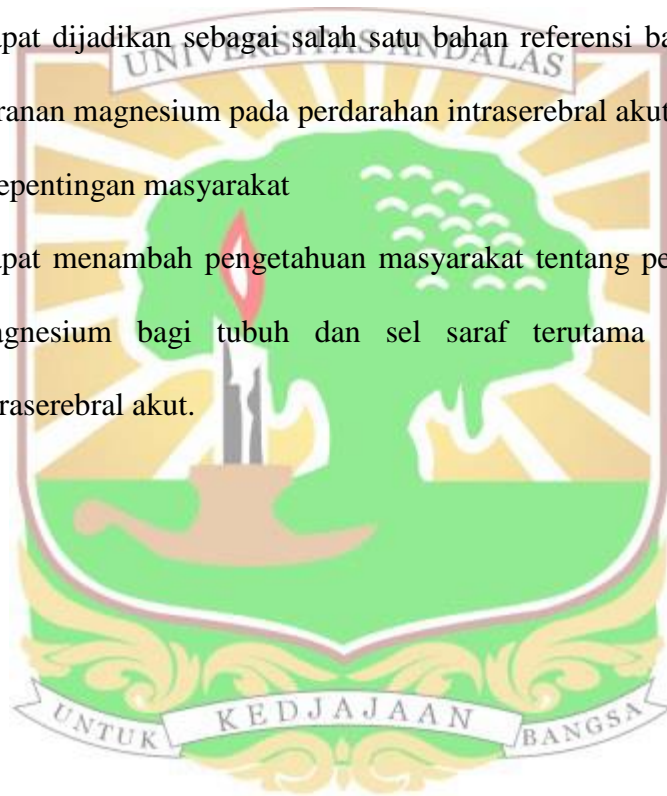 apat dijadikan sebagai salah satu bahan referensi ba
UNIVERSITAS ANDALAS
ranan magnesium pada perdarahan intraserebral akut
epentingan masyarakat
apat menambah pengetahuan masyarakat tentang pe
agnesium bagi tubuh dan sel saraf terutama
raserebral akut.
UNTUK KEDJAJAAN BANGSA